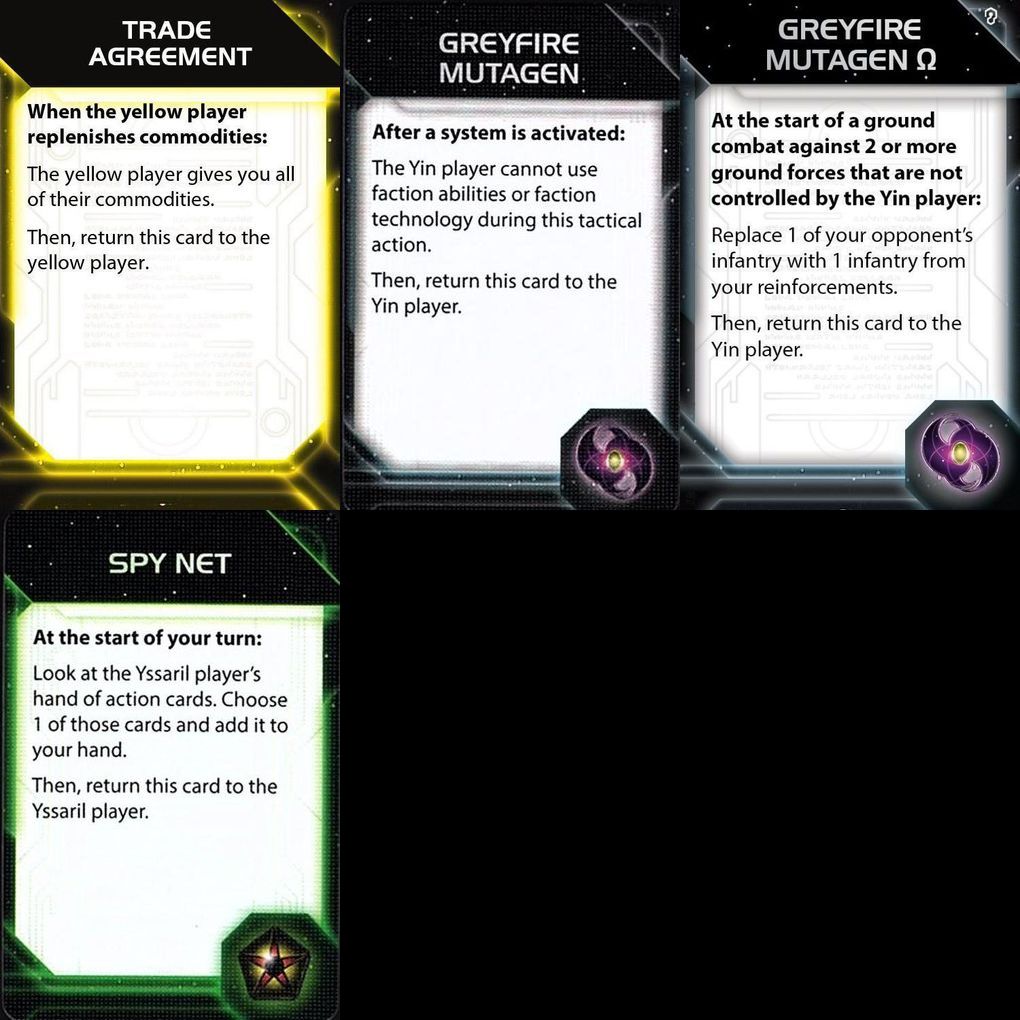 TRADE
AGREEMENT
When the yellow player
replenishes commodities:
The yellow player gives you all
of their commodities.
Then, return this card to the
yellow player.
GREYFIRE
MUTAGEN
After a system is activated:
The Yin player cannot use
faction abilities or faction
technology during this tactical
action.
Then, return this card to the
Yin player.
GREYFIRE
MUTAGEN Ω
At the start of a ground
combat against 2 or more
ground forces that are not
controlled by the Yin player:
Replace 1 of your opponent's
infantry with 1 infantry from
your reinforcements.
Then, return this card to the
Yin player.
SPY NET
At the start of your turn:
Look at the Yssaril player's
hand of action cards. Choose
1 of those cards and add it to
your hand.
Then, return this card to the
Yssaril player.